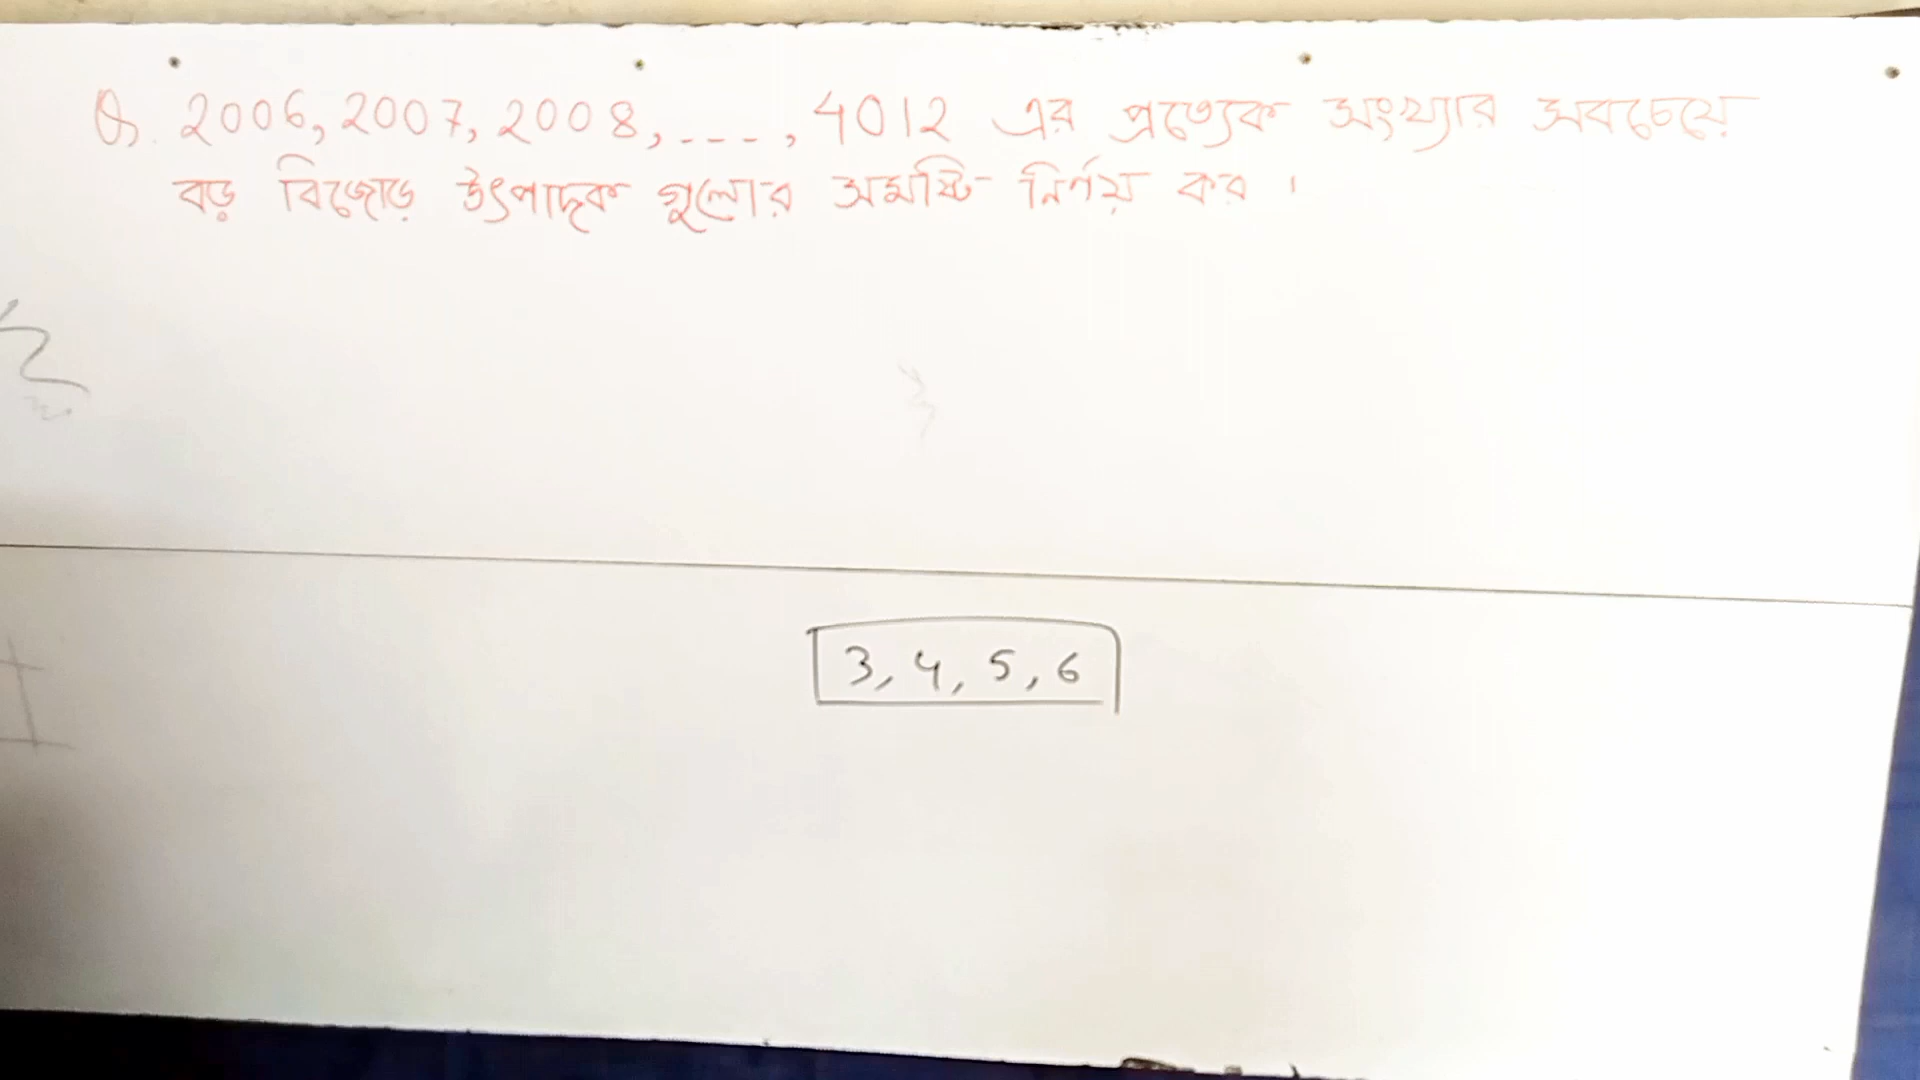 Q. 2006, 2007, 2008, ---, 4012 এর প্রত্যেক সংখ্যার সবচেয়ে
বড় বিজোড় উৎপাদক গুলোর সমষ্টি নির্ণয় কর ।
3, 4, 5, 6